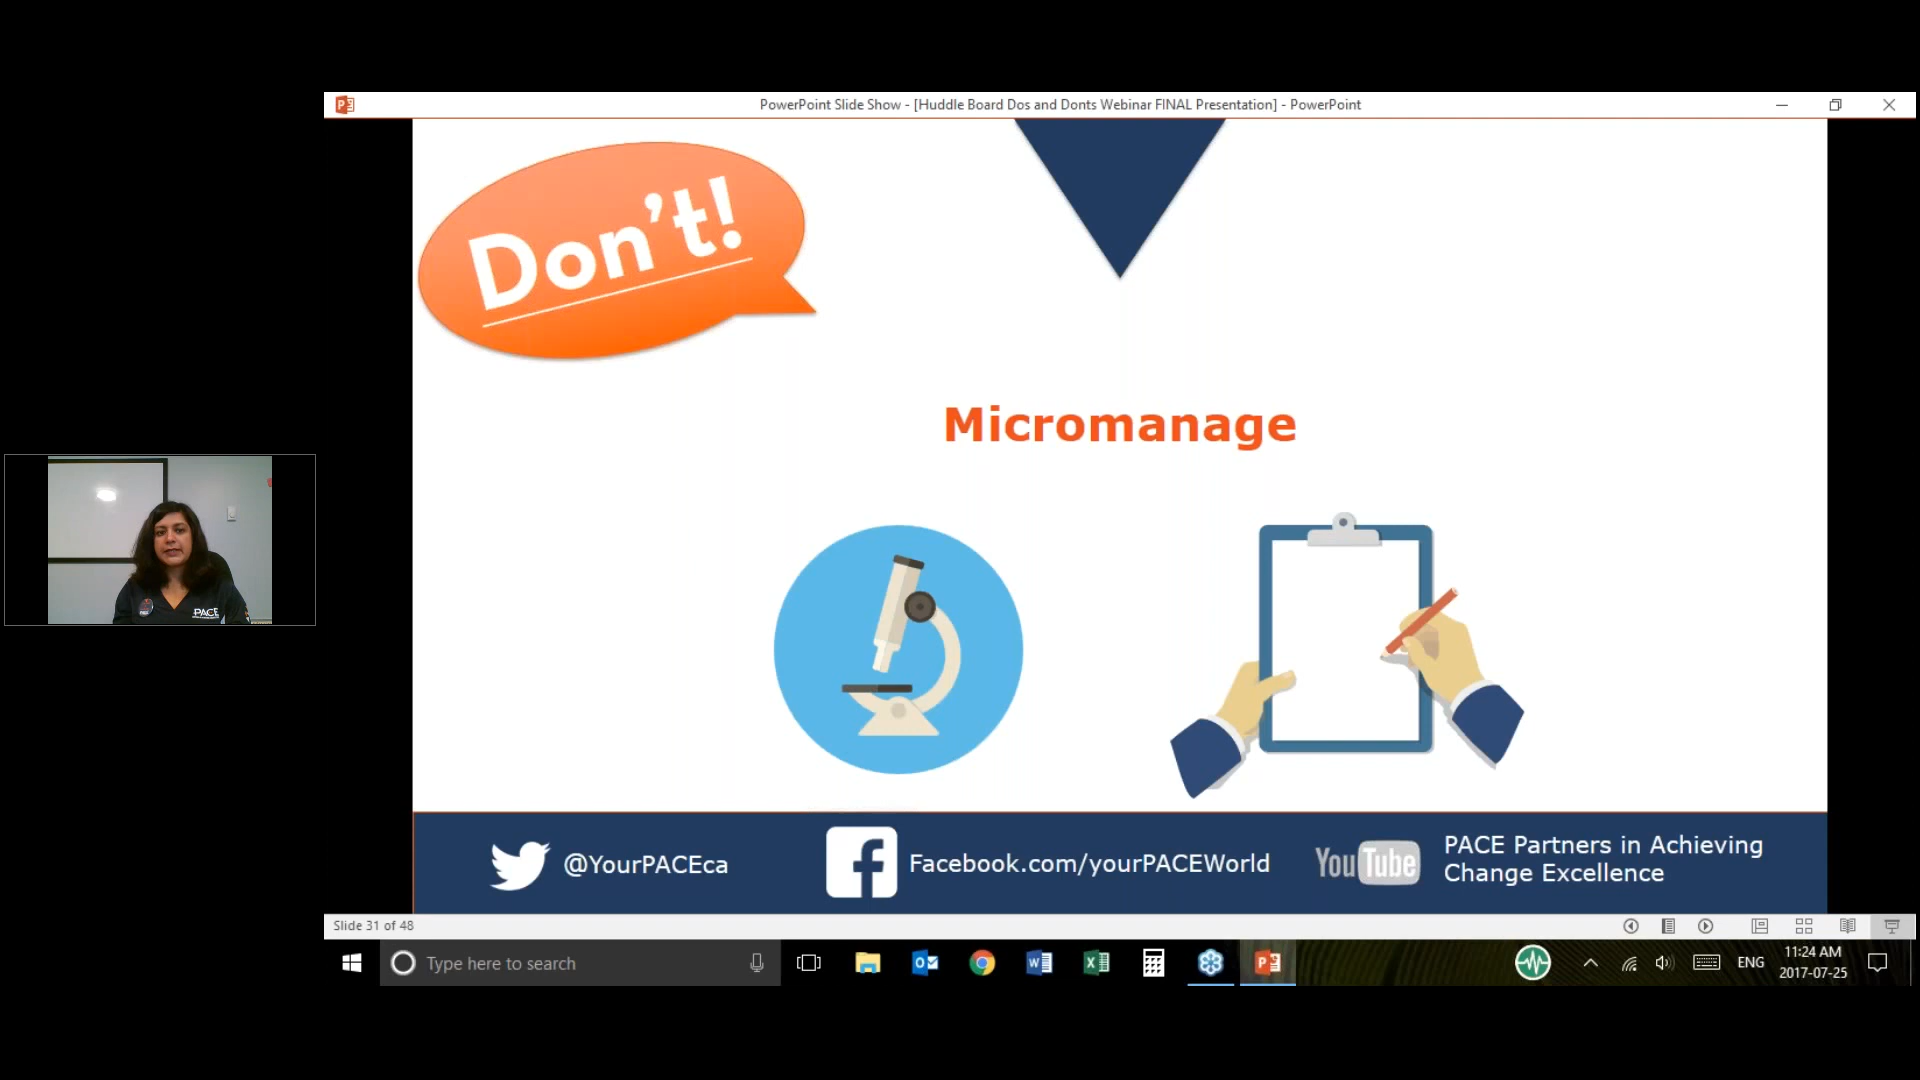 PowerPoint Slide Show - [Huddle Board Dos and Donts Webinar FINAL Presentation] - PowerPoint
Don't!
Micromanage
PACE
@YourPACEca
Facebook.com/yourPACEWorld
YouTube
PACE Partners in Achieving
Change Excellence
Slide 31 of 48
Type here to search
ENG
11:24 AM
2017-07-25